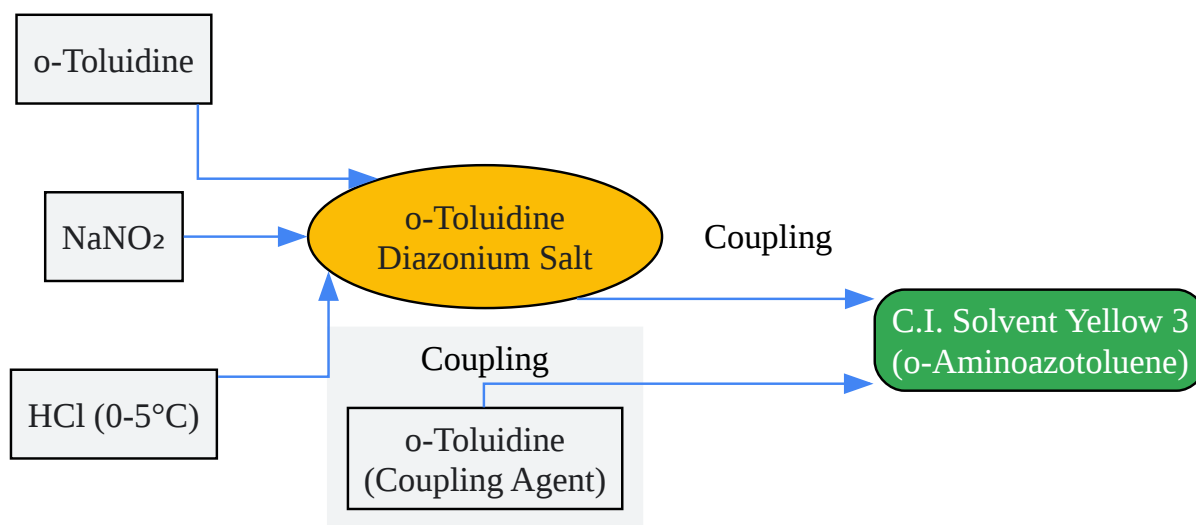 o-Toluidine
NaNO₂
HCl (0-5°C)
o-Toluidine
Diazonium Salt
Coupling
Coupling
o-Toluidine
(Coupling Agent)
C.I. Solvent Yellow 3
(o-Aminoazotoluene)